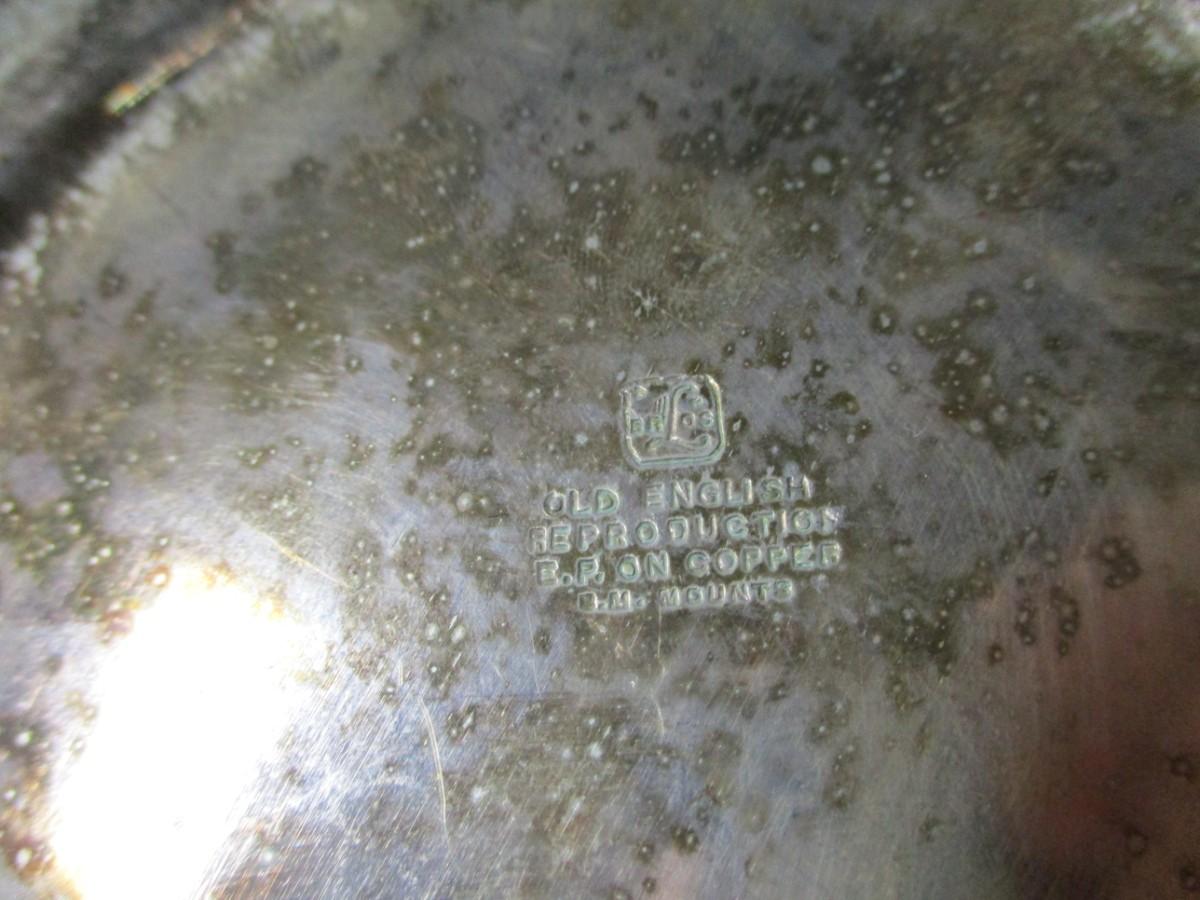 OLD ENGLISH
REPRODUCTION
E.P. ON COPPER
W.M. MOUNTS